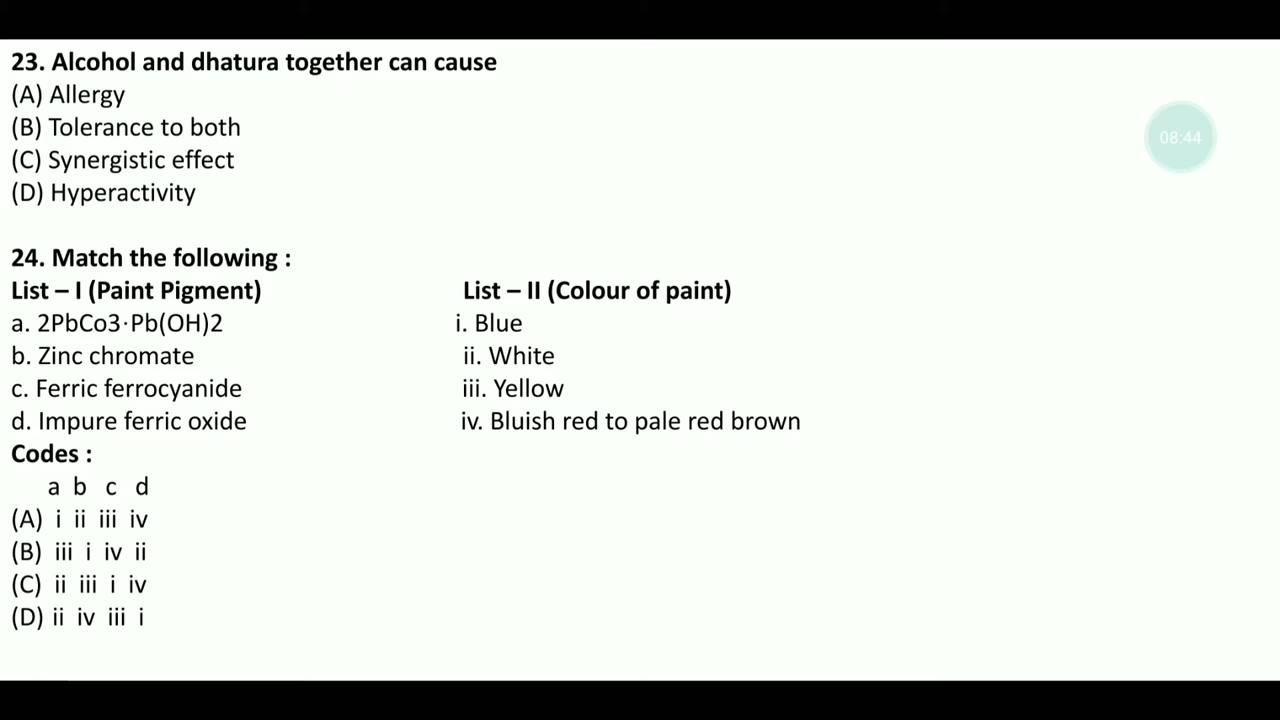 23. Alcohol and dhatura together can cause
(A) Allergy
(B) Tolerance to both
(C) Synergistic effect
(D) Hyperactivity
08:44
24. Match the following :
List – I (Paint Pigment) List – II (Colour of paint)
a. 2PbCo3·Pb(OH)2 i. Blue
b. Zinc chromate ii. White
c. Ferric ferrocyanide iii. Yellow
d. Impure ferric oxide iv. Bluish red to pale red brown
Codes :
a b c d
(A) i ii iii iv
(B) iii i iv ii
(C) ii iii i iv
(D) ii iv iii i